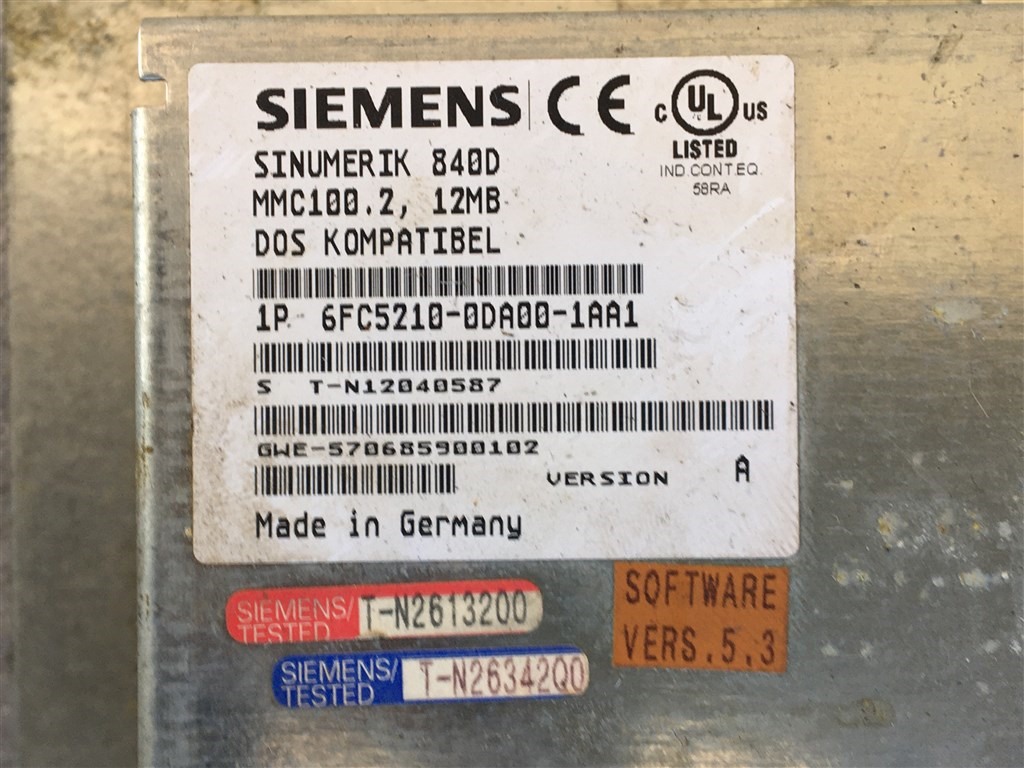 SIEMENS CE C UL US
LISTED
SINUMERIK 840D
IND.CONT.EQ.
58RA
MMC100.2, 12MB
DOS KOMPATIBEL
1P 6FC5210-0DA00-1AA1
S T-N12040587
GWE-570685900102
VERSION A
Made in Germany
SIEMENS/
TESTED
T-N2613200
SOFTWARE
VERS.5.3
SIEMENS/
TESTED
T-N26342Q0